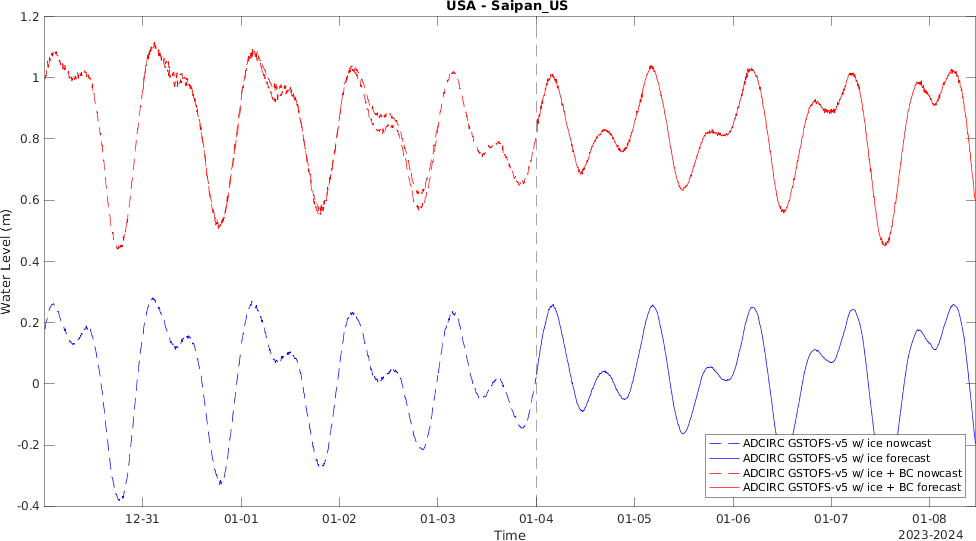 USA - Saipan_US
1.2
1
0.8
0.6
0.4
0.2
0
-0.2
-0.4
Water Level (m)
ADCIRC GSTOFS-v5 w/ ice nowcast
ADCIRC GSTOFS-v5 w/ ice forecast
ADCIRC GSTOFS-v5 w/ ice + BC nowcast
ADCIRC GSTOFS-v5 w/ ice + BC forecast
12-31 01-01 01-02 01-03 01-04 01-05 01-06 01-07 01-08
Time
2023-2024